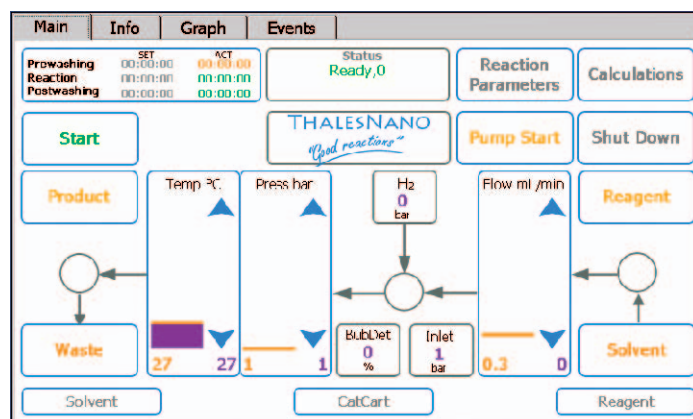 Main Info Graph Events
SET ACT
Prewashing 00:00:00 00:00:00
Reaction 00:00:00 00:00:00
Postwashing 00:00:00 00:00:00
Status
Ready,0
Reaction
Parameters
Calculations
Start
THALESNANO
"Good reactions"
Pump Start
Shut Down
Product
Temp PC
Press bar
H2
0
bar
Flow mL/min
Reagent
Waste
27 27
1 1
BubDet
0
%
Inlet
1
bar
0.3 0
Solvent
Solvent
CatCart
Reagent